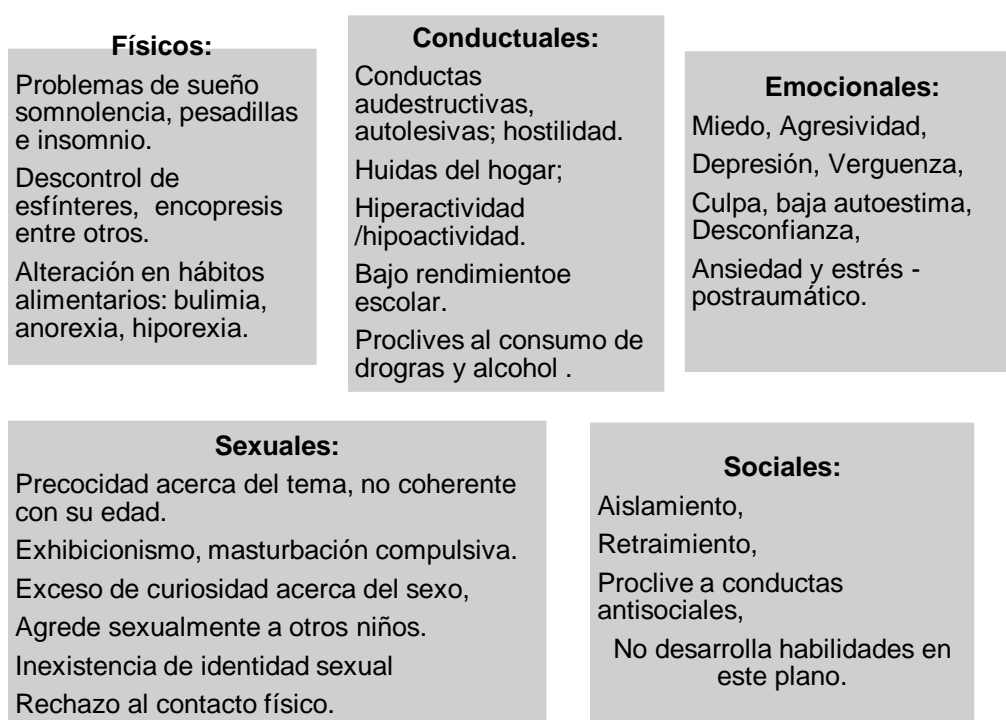 Físicos:
Problemas de sueño
somnolencia, pesadillas
e insomnio.
Descontrol de
esfínteres, encopresis
entre otros.
Alteración en hábitos
alimentarios: bulimia,
anorexia, hiporexia.
Conductuales:
Conductas
audestructivas,
autolesivas; hostilidad.
Huidas del hogar;
Hiperactividad
/hipoactividad.
Bajo rendimientoe
escolar.
Proclives al consumo de
drogras y alcohol .
Emocionales:
Miedo, Agresividad,
Depresión, Verguenza,
Culpa, baja autoestima,
Desconfianza,
Ansiedad y estrés -
postraumático.
Sexuales:
Precocidad acerca del tema, no coherente
con su edad.
Exhibicionismo, masturbación compulsiva.
Exceso de curiosidad acerca del sexo,
Agrede sexualmente a otros niños.
Inexistencia de identidad sexual
Rechazo al contacto físico.
Sociales:
Aislamiento,
Retraimiento,
Proclive a conductas
antisociales,
No desarrolla habilidades en
este plano.